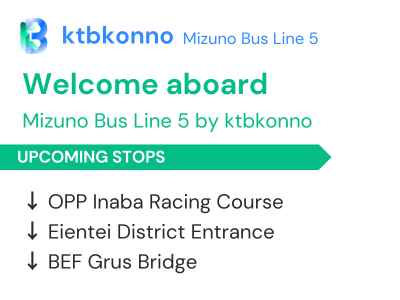 ktbkonno Mizuno Bus Line 5
Welcome aboard
Mizuno Bus Line 5 by ktbkonno
UPCOMING STOPS
↓ OPP Inaba Racing Course
↓ Eientei District Entrance
↓ BEF Grus Bridge